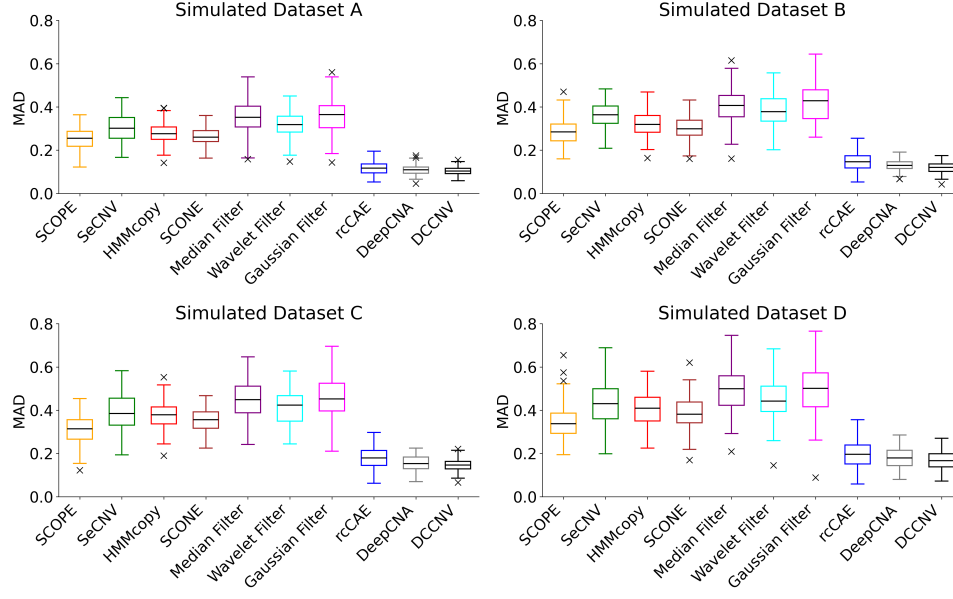 Simulated Dataset A
MAD
0.8
0.6
0.4
0.2
0.0
SCOPE
SeCNV
HMMcopy
SCONE
Median Filter
Wavelet Filter
Gaussian Filter
rcCAE
DeepCNA
DCCNV
Simulated Dataset B
MAD
0.8
0.6
0.4
0.2
0.0
SCOPE
SeCNV
HMMcopy
SCONE
Median Filter
Wavelet Filter
Gaussian Filter
rcCAE
DeepCNA
DCCNV
Simulated Dataset C
MAD
0.8
0.6
0.4
0.2
0.0
SCOPE
SeCNV
HMMcopy
SCONE
Median Filter
Wavelet Filter
Gaussian Filter
rcCAE
DeepCNA
DCCNV
Simulated Dataset D
MAD
0.8
0.6
0.4
0.2
0.0
SCOPE
SeCNV
HMMcopy
SCONE
Median Filter
Wavelet Filter
Gaussian Filter
rcCAE
DeepCNA
DCCNV